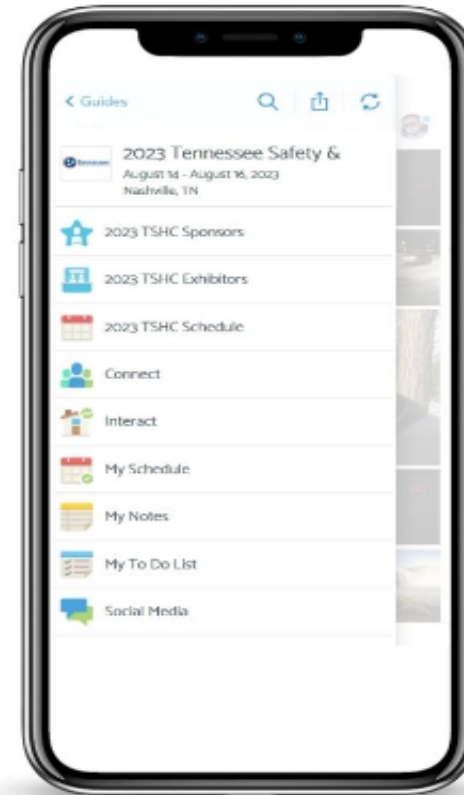 Guides
2023 Tennessee Safety &
August 14 - August 16, 2023
Nashville, TN
2023 TSHC Sponsors
2023 TSHC Exhibitors
2023 TSHC Schedule
Connect
Interact
My Schedule
My Notes
My To Do List
Social Media